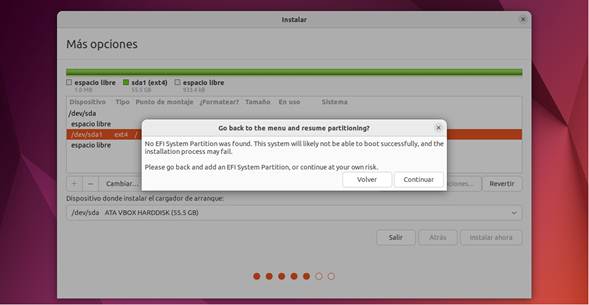 Instalar
Más opciones
espacio libre sda1 (ext4) espacio libre
1.0 MB 55.5 GB 933.4 kB
Dispositivo Tipo Punto de montaje ¿Formatear? Tamaño En uso Sistema
/dev/sda
espacio libre
/dev/sda1 ext4 /
espacio libre
Go back to the menu and resume partitioning?
No EFI System Partition was found. This system will likely not be able to boot successfully, and the
installation process may fail.
Please go back and add an EFI System Partition, or continue at your own risk.
Volver Continuar
+ − Cambiar... ciones... Revertir
Dispositivo donde instalar el cargador de arranque:
/dev/sda ATA VBOX HARDDISK (55.5 GB)
Salir Atrás Instalar ahora